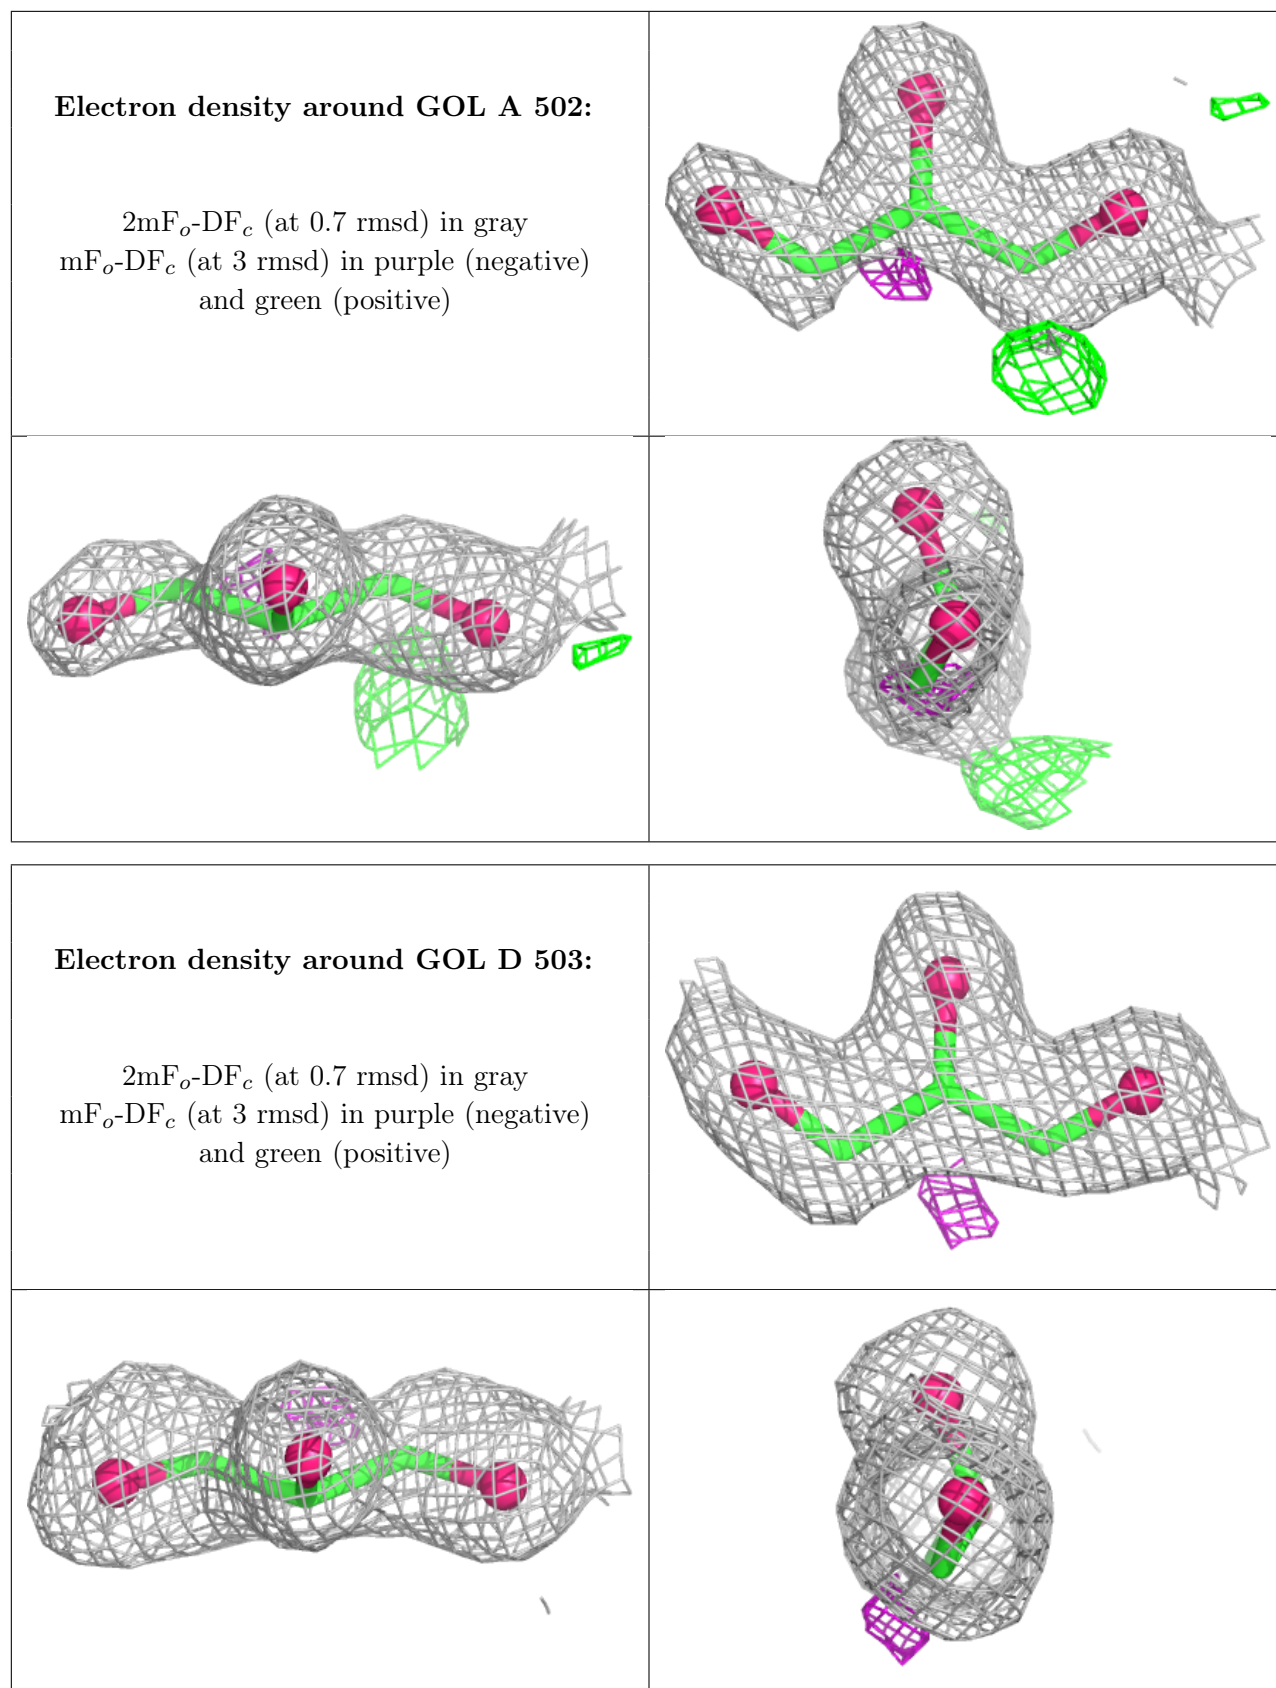 Electron density around GOL A 502:
2mFo-DFc (at 0.7 rmsd) in gray
mFo-DFc (at 3 rmsd) in purple (negative)
and green (positive)
Electron density around GOL D 503:
2mFo-DFc (at 0.7 rmsd) in gray
mFo-DFc (at 3 rmsd) in purple (negative)
and green (positive)